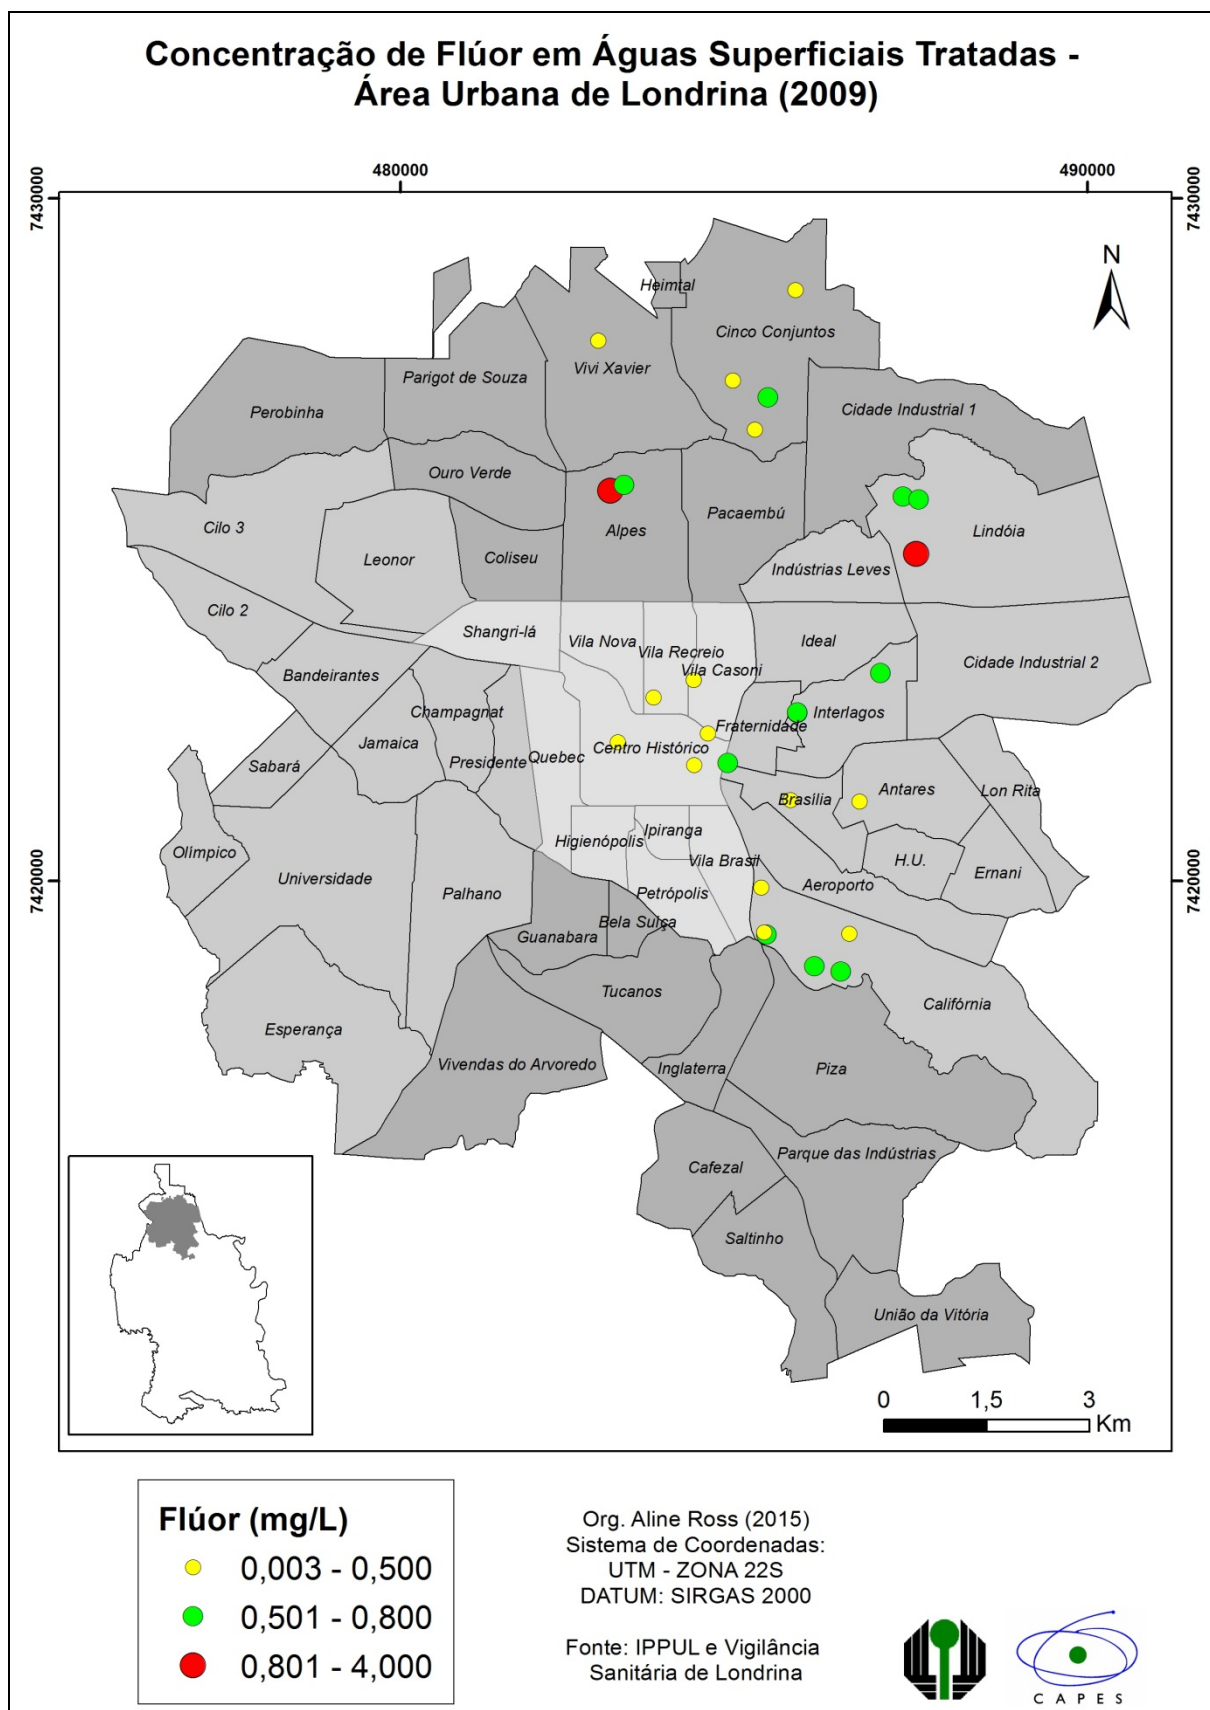 Concentração de Flúor em Águas Superficiais Tratadas -
Área Urbana de Londrina (2009)
480000
490000
7430000
7430000
N
Heimtal
Cinco Conjuntos
Vivi Xavier
Parigot de Souza
Perobinha
Cidade Industrial 1
Ouro Verde
Pacaembú
Cilo 3
Alpes
Lindóia
Leonor
Coliseu
Indústrias Leves
Cilo 2
Shangri-lá
Vila Nova
Vila Recreio
Ideal
Vila Casoni
Cidade Industrial 2
Bandeirantes
Champagnat
Interlagos
Fraternidade
Jamaica
Centro Histórico
Quebec
Presidente
Sabará
Antares
Lon Rita
Brasília
Ipiranga
Higienópolis
Olímpico
Vila Brasil
H.U.
Ernani
Universidade
Aeroporto
Palhano
Petrópolis
7420000
7420000
Bela Suíça
Guanabara
Tucanos
Califórnia
Esperança
Vivendas do Arvoredo
Inglaterra
Piza
Parque das Indústrias
Cafezal
Saltinho
União da Vitória
0 1,5 3
Km
Flúor (mg/L)
0,003 - 0,500
0,501 - 0,800
0,801 - 4,000
Org. Aline Ross (2015)
Sistema de Coordenadas:
UTM - ZONA 22S
DATUM: SIRGAS 2000
Fonte: IPPUL e Vigilância
Sanitária de Londrina
CAPES